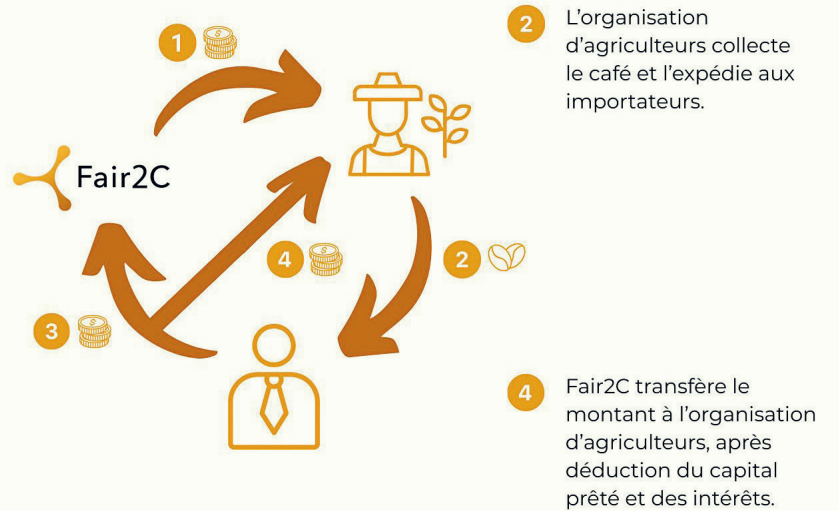 1
2
L’organisation
d’agriculteurs collecte
le café et l’expédie aux
importateurs.
Fair2C
4
2
3
4
Fair2C transfère le
montant à l’organisation
d’agriculteurs, après
déduction du capital
prêté et des intérêts.